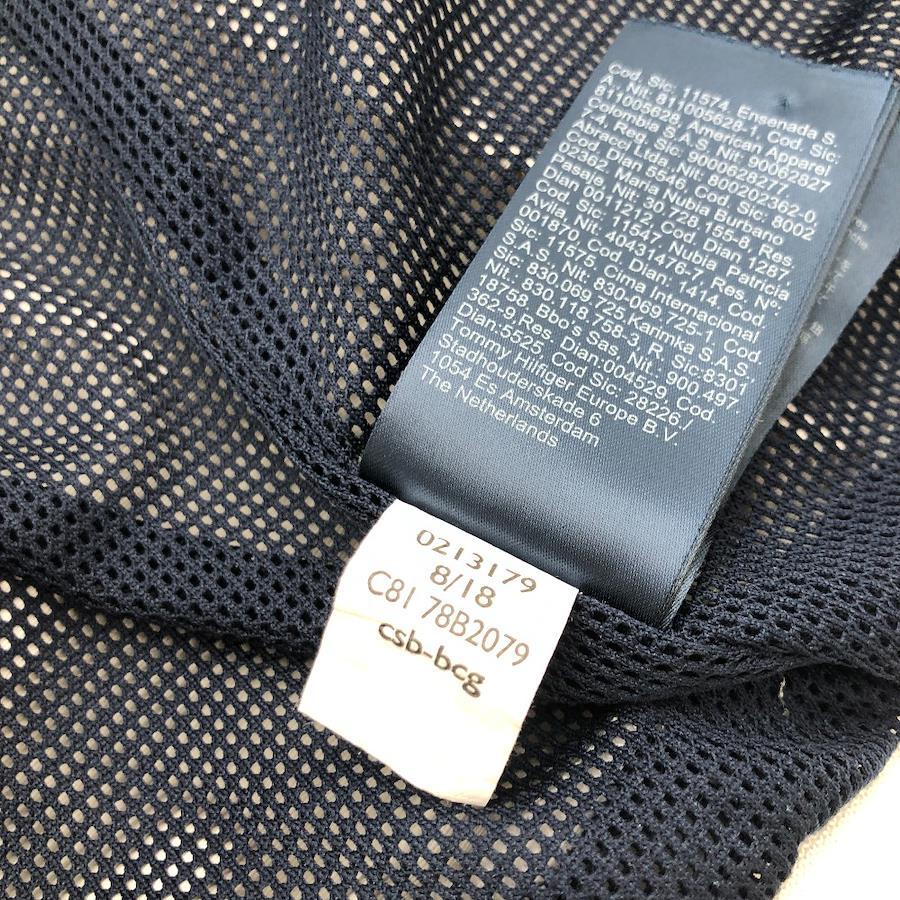 Cod. Sic: 11574, Ensenada S.
A, Nit: 811005628-1, Cod. Sic:
811005628, American Apparel
Colombia S.A.S, Nit: 90062827
7-4, Reg. Sic: 9000628277,
Abracci Ltda, Nit: 800202362-0,
Cod. Dian 5546, Cod. Sic: 8002
02362, Maria Nubia Burbano
Pasaje, Nit: 30.728.155-8, Res.
Dian 0011212, Cod. Dian 1287,
Cod. Sic: 11547, Nubia Patricia
Avila, Nit: 40431476-7, Res. No:
001879, Cod. Dian: 1414, Cod.
Sic: 11575, Cima Internacional
S.A.S, Nit: 830-069.725-1, Cod.
Sic: 830.069.725, Karimka S.A.S.
Nit.: 830.118.758-3, R. Sic:8301
18758, Bbo's Sas, Nit: 900.497.
362-9 Res. Dian:004529, Cod
Dian:5525, Cod Sic: 28226./
Tommy Hilfiger Europe B.V.
Stadhouderskade 6
1054 Es Amsterdam
The Netherlands
0213179
8/18
C81 78B2079
csb-bcg